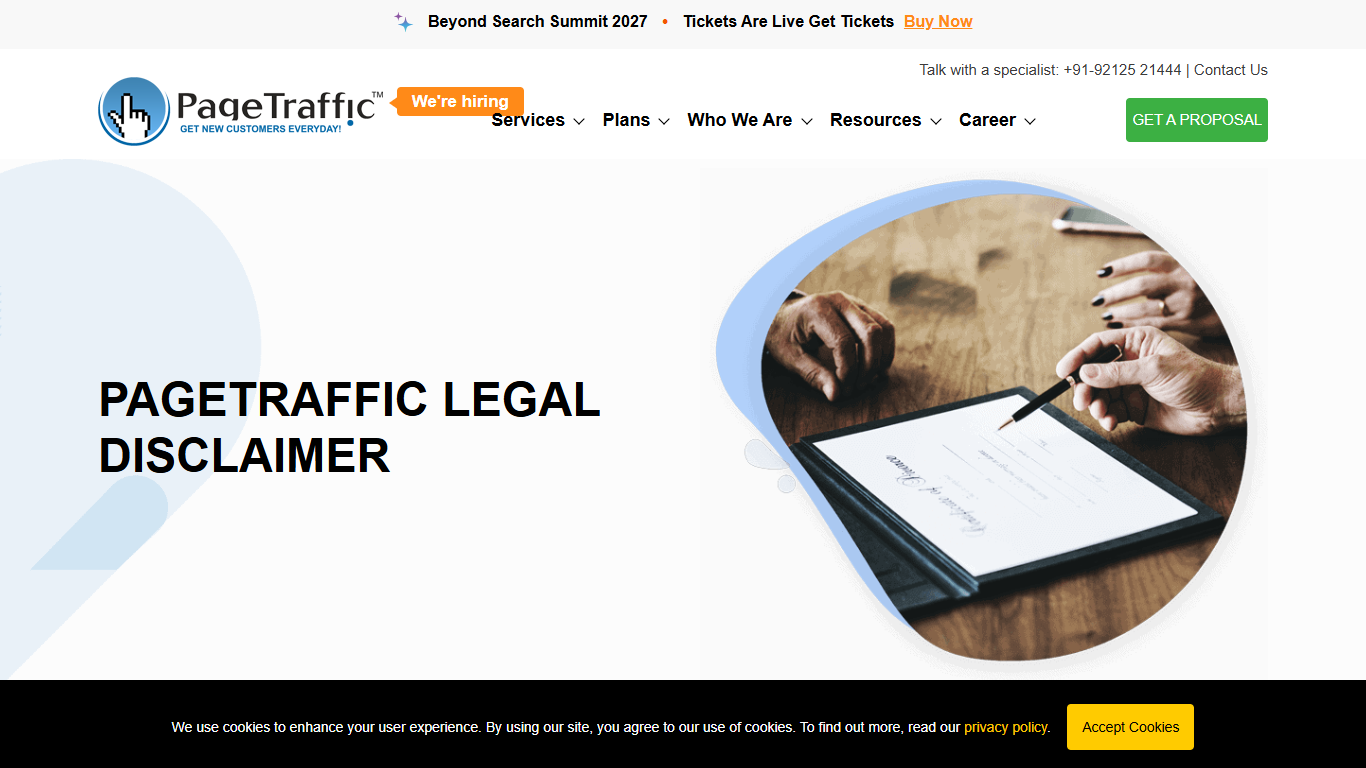 Beyond Search Summit 2027 • Tickets Are Live Get Tickets Buy Now
Talk with a specialist: +91-92125 21444 | Contact Us
PageTraffic™
GET NEW CUSTOMERS EVERYDAY!
We're hiring
Services Plans Who We Are Resources Career
GET A PROPOSAL
PAGETRAFFIC LEGAL
DISCLAIMER
We use cookies to enhance your user experience. By using our site, you agree to our use of cookies. To find out more, read our privacy policy.
Accept Cookies